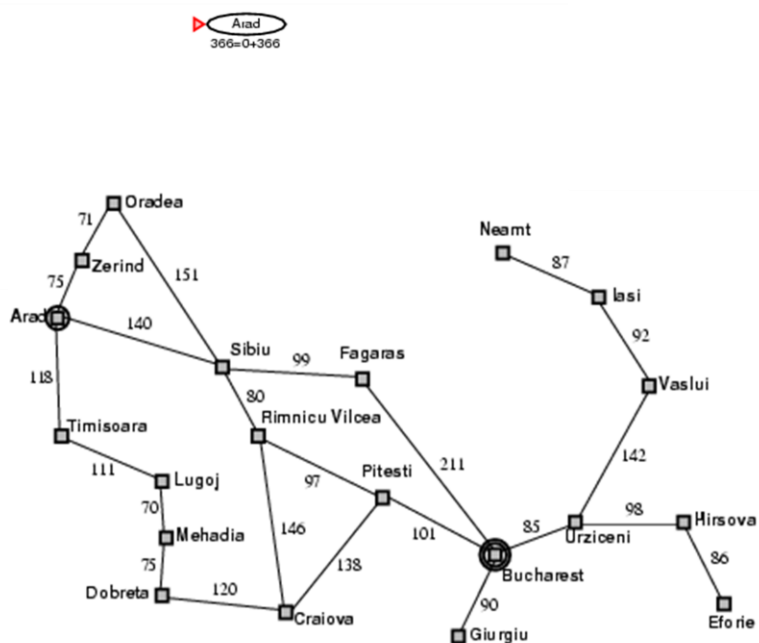 Arad
366=0+366
Oradea
71
Neamt
Zerind
87
151
75
Iasi
Arad
140
92
Sibiu
99
Fagaras
118
80
Vaslui
Timisoara
Rimnicu Vilcea
111
Lugoj
97
Pitesti
211
142
70
Mehadia
146
101
85
98
Hirsova
Urziceni
138
75
86
Dobreta
120
Bucharest
90
Craiova
Eforie
Giurgiu